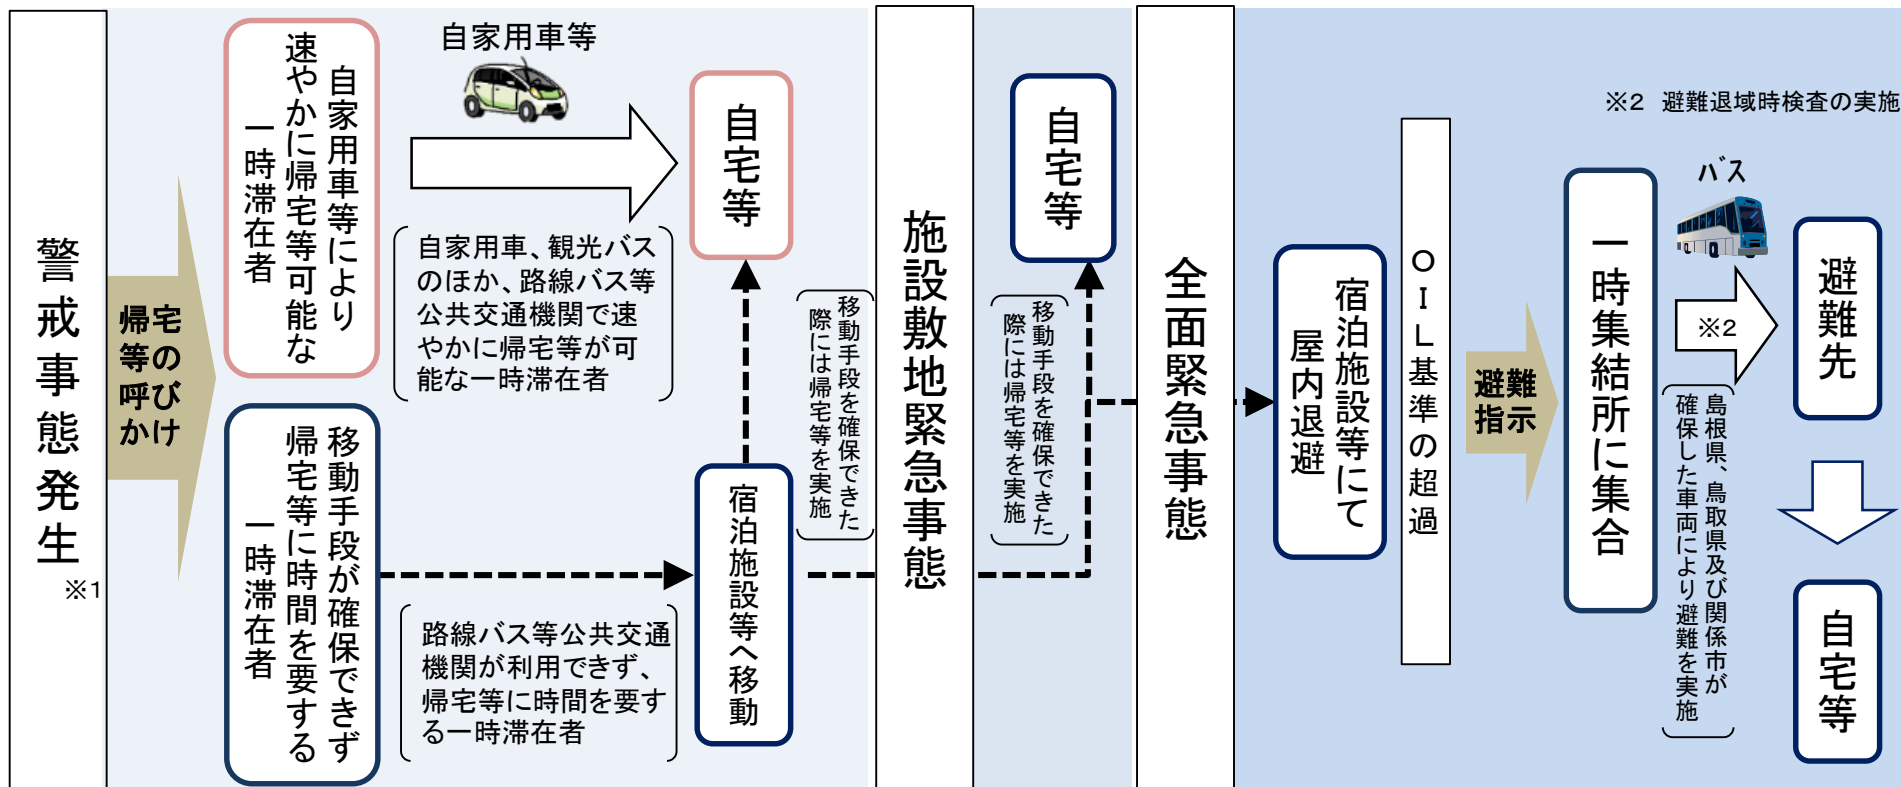 警戒事態発生
※1
帰宅
等の
呼び
かけ
自家用車等により
速やかに帰宅等可能な
一時滞在者
自家用車等
自家用車、観光バス
のほか、路線バス等
公共交通機関で速
やかに帰宅等が可
能な一時滞在者
自宅等
移動手段が確保できず
帰宅等に時間を要する
一時滞在者
路線バス等公共交通
機関が利用できず、
帰宅等に時間を要す
る一時滞在者
宿泊施設等へ移動
移動手段を確保できた
際には帰宅等を実施
施設敷地緊急事態
自宅等
移動手段を確保できた
際には帰宅等を実施
全面緊急事態
宿泊施設等にて
屋内退避
OIL基準の超過
避難
指示
一時集結所に集合
※2 避難退域時検査の実施
バス
※2
島根県、鳥取県及び関係市が
確保した車両により避難を実施
避難先
自宅等